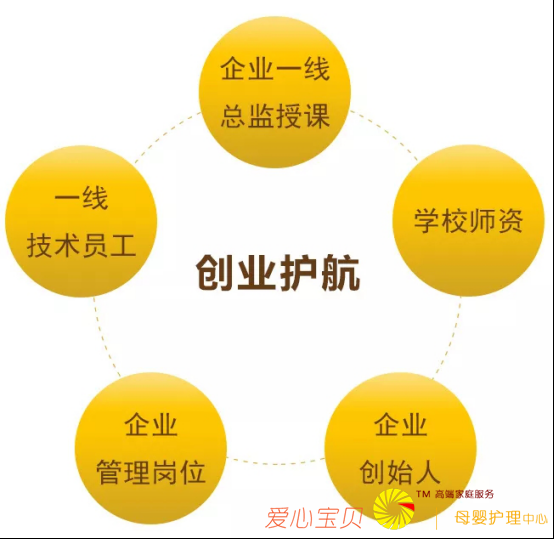 企业一线
总监授课
一线
技术员工
学校师资
创业护航
企业
管理岗位
企业
创始人
爱心宝贝
TM 高端家庭服务
母婴护理中心